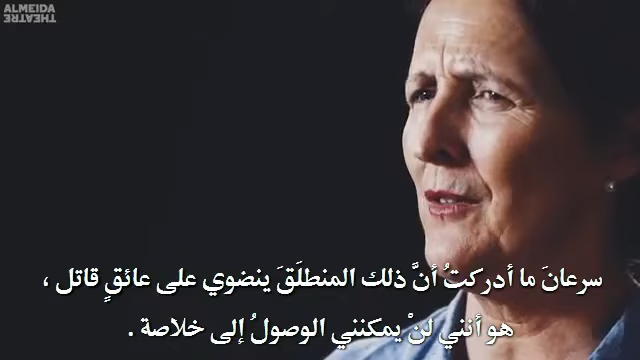 ALMEIDA
THEATRE
سرعانَ ما أدركتُ أنَّ ذلك المنطلَقَ ينضوي على عائقٍ قاتل ،
هو أنني لنْ يمكنني الوصولُ إلى خلاصة .